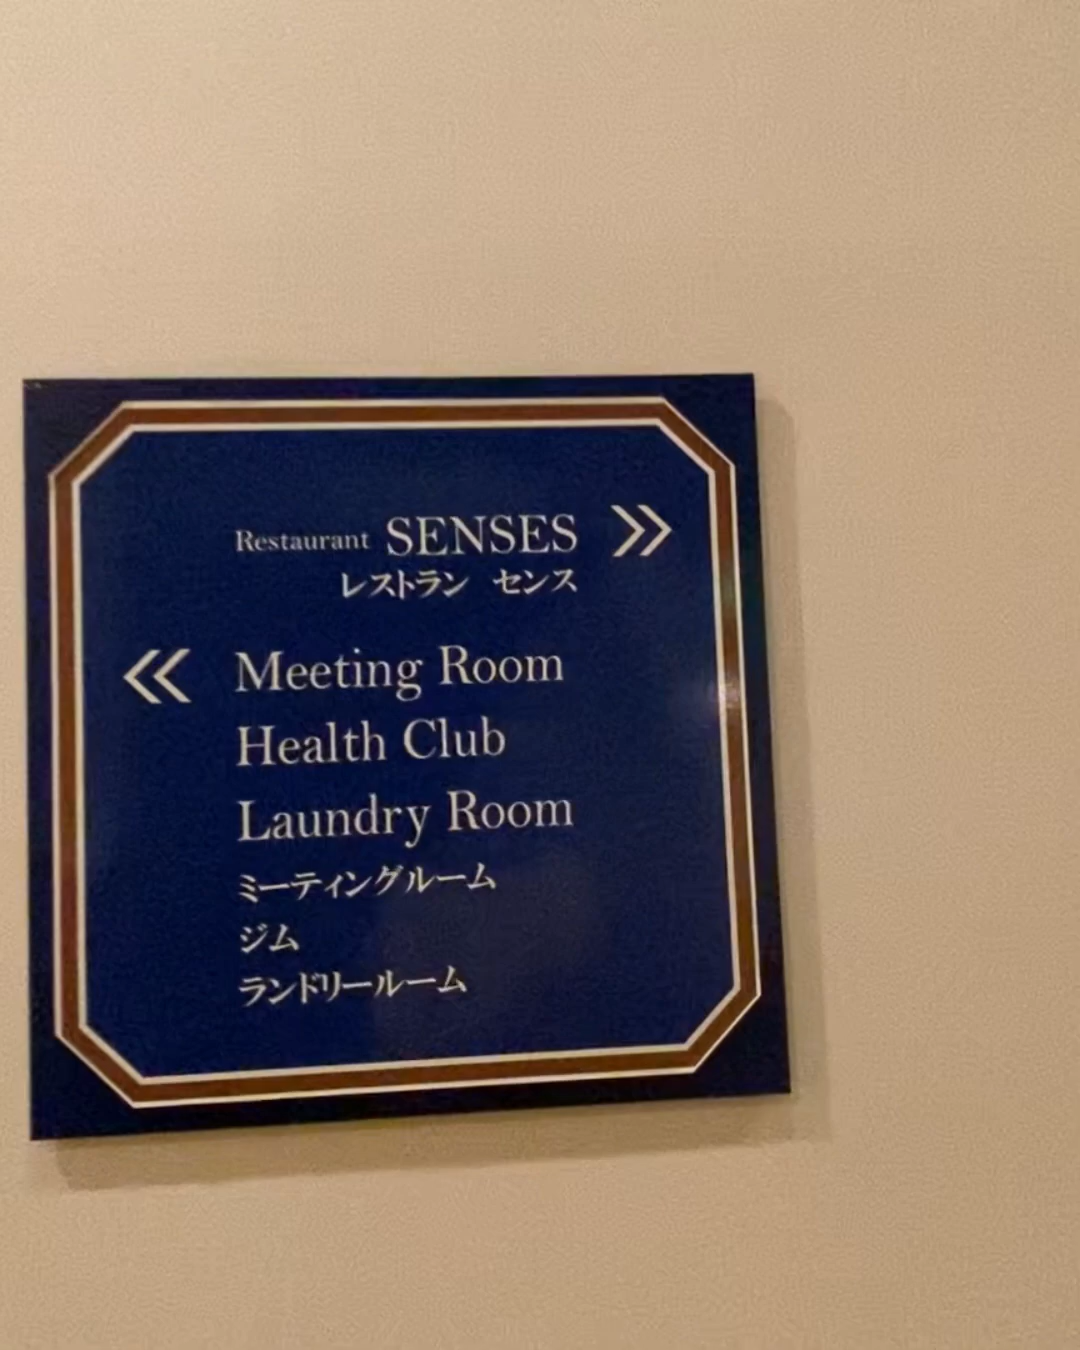 Restaurant SENSES »
レストラン センス
« Meeting Room
Health Club
Laundry Room
ミーティングルーム
ジム
ランドリールーム